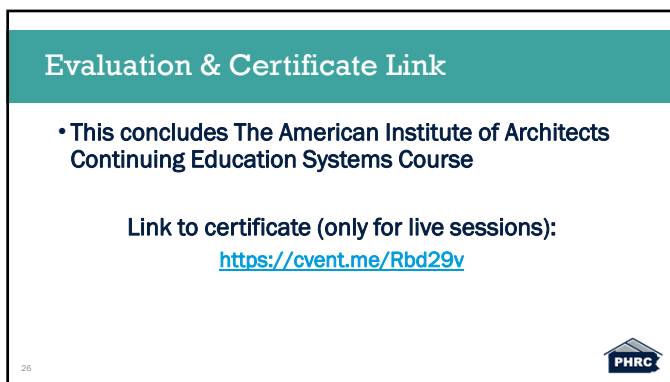 Evaluation & Certificate Link
• This concludes The American Institute of Architects
Continuing Education Systems Course
Link to certificate (only for live sessions):
https://cvent.me/Rbd29v
26
PHRC